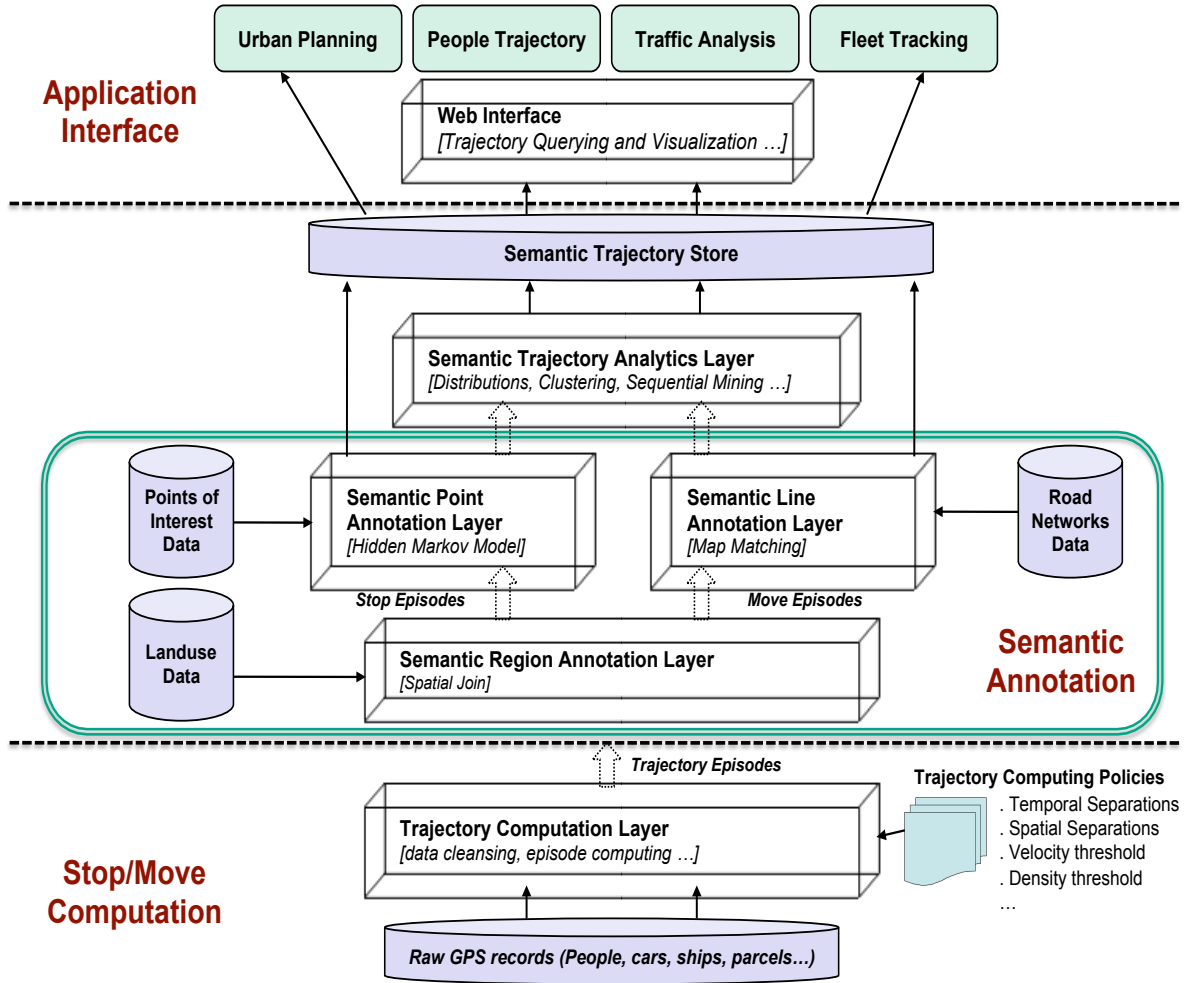 Urban Planning
People Trajectory
Traffic Analysis
Fleet Tracking
Application
Interface
Web Interface
[Trajectory Querying and Visualization …]
Semantic Trajectory Store
Semantic Trajectory Analytics Layer
[Distributions, Clustering, Sequential Mining …]
Points of
Interest
Data
Semantic Point
Annotation Layer
[Hidden Markov Model]
Semantic Line
Annotation Layer
[Map Matching]
Road
Networks
Data
Stop Episodes
Move Episodes
Landuse
Data
Semantic Region Annotation Layer
[Spatial Join]
Semantic
Annotation
Trajectory Episodes
Trajectory Computing Policies
. Temporal Separations
. Spatial Separations
. Velocity threshold
. Density threshold
…
Trajectory Computation Layer
[data cleansing, episode computing …]
Stop/Move
Computation
Raw GPS records (People, cars, ships, parcels…)